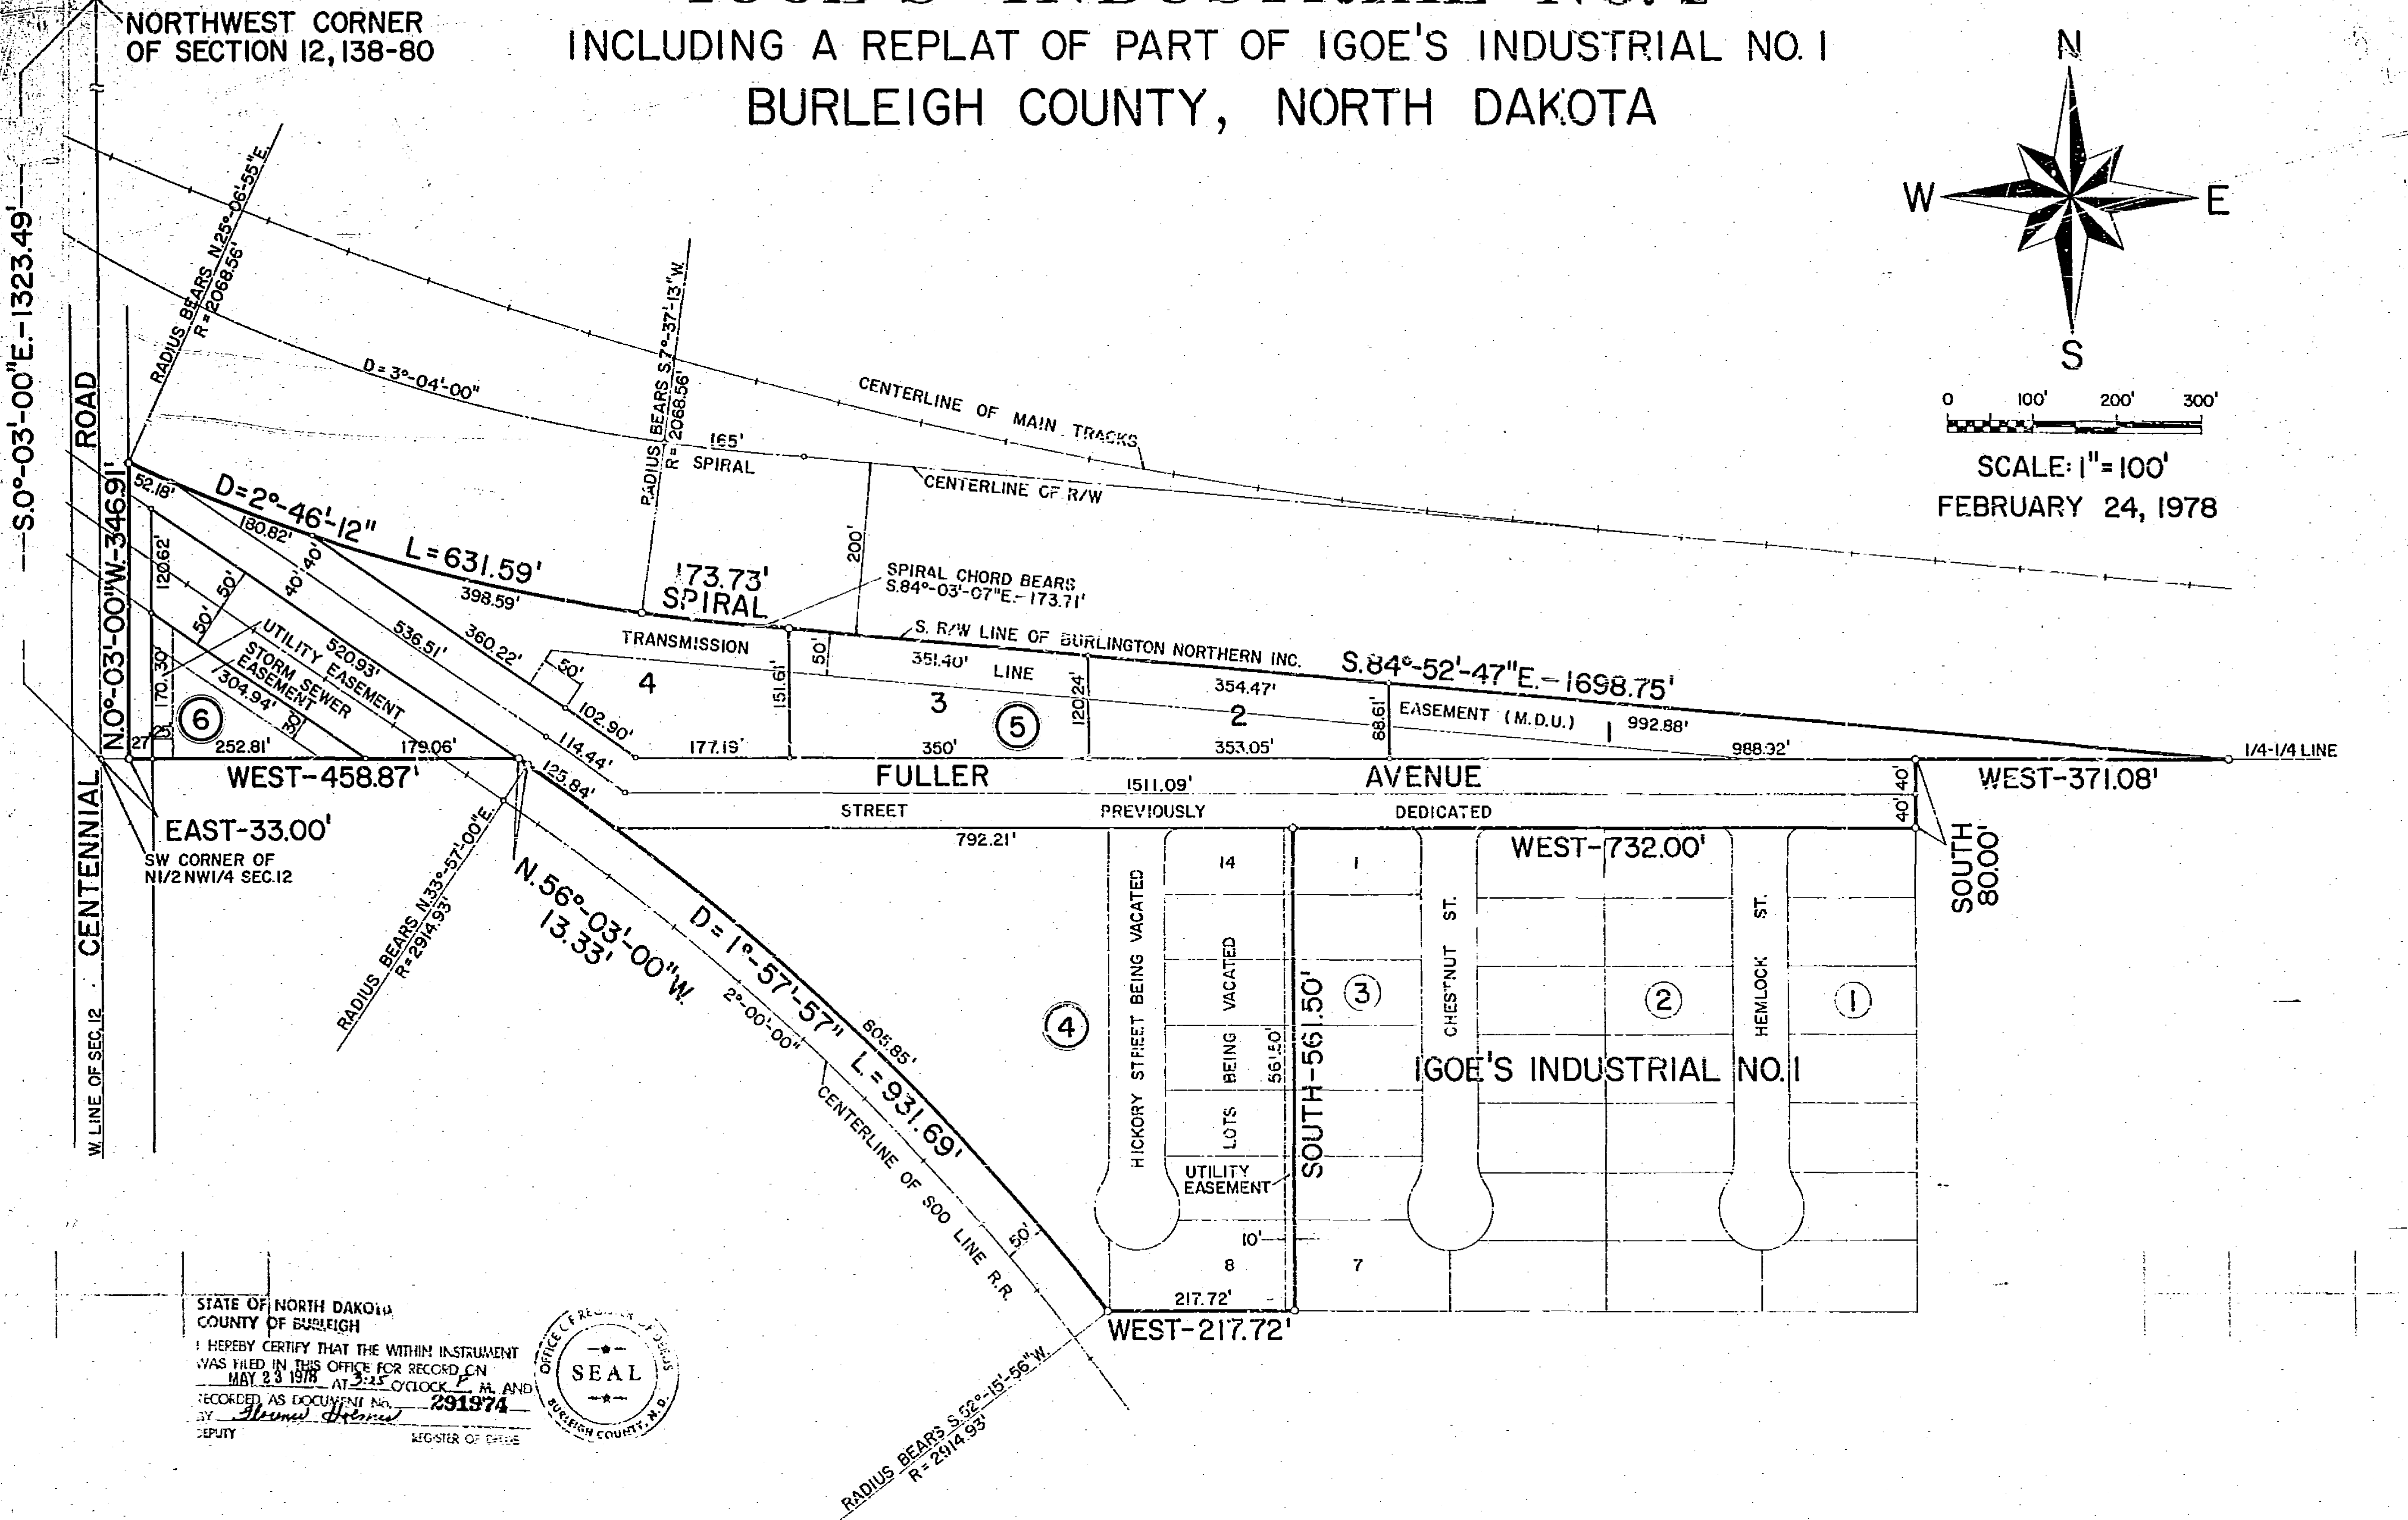 NORTHWEST CORNER
OF SECTION 12, 138-80
INCLUDING A REPLAT OF PART OF IGOE'S INDUSTRIAL NO. 1
BURLEIGH COUNTY, NORTH DAKOTA
N
W
E
S
0 100' 200' 300'
SCALE: 1"=100'
FEBRUARY 24, 1978
S.0°-03'-00"E.-1323.49'
RADIUS BEARS N.25°-06'-55"E.
R=2068.56'
D=3°-04'-00"
RADIUS BEARS S.7°-37'-13"W.
R=2068.56'
165'
SPIRAL
CENTERLINE OF MAIN TRACKS
CENTERLINE OF R/W
200'
ROAD
N.0°-03'-00"W.-346.91'
52.18'
D=2°-46'-12"
180.82'
L=631.59'
398.59'
173.73'
SPIRAL
SPIRAL CHORD BEARS
S.84°-03'-07"E.-173.71'
S. R/W LINE OF BURLINGTON NORTHERN INC.
S.84°-52'-47"E.-1698.75'
120.62'
50'
50'
40'
40'
UTILITY EASEMENT
STORM SEWER
EASEMENT
520.93'
536.51'
360.22'
304.94'
30'
170.30'
6
27'
25'
252.81'
179.06'
114.44'
102.90'
125.84'
50'
TRANSMISSION
4
177.19'
151.61'
50'
351.40'
LINE
3
350'
5
120.24'
354.47'
2
353.05'
88.61'
EASEMENT (M.D.U.)
1
992.88'
988.92'
1/4-1/4 LINE
WEST-458.87'
FULLER AVENUE
1511.09'
40'
40'
WEST-371.08'
STREET PREVIOUSLY DEDICATED
792.21'
EAST-33.00'
SW CORNER OF
N1/2 NW1/4 SEC.12
CENTENNIAL
W. LINE OF SEC.12
RADIUS BEARS N.33°-57'-00"E.
R=2914.93'
N.56°-03'-00"W.
13.33'
D=1°-57'-57"
L=931.69'
805.85'
2°-00'-00"
CENTERLINE OF SOO LINE R.R.
50'
4
HICKORY STREET BEING VACATED
14
LOTS BEING VACATED
561.50'
SOUTH-561.50'
UTILITY
EASEMENT
10'
8
217.72'
WEST-217.72'
1
3
7
CHESTNUT ST.
WEST-732.00'
2
HEMLOCK ST.
1
SOUTH
80.00'
IGOE'S INDUSTRIAL NO. 1
RADIUS BEARS S.52°-15'-56"W.
R=2914.93'
STATE OF NORTH DAKOTA
COUNTY OF BURLEIGH
I HEREBY CERTIFY THAT THE WITHIN INSTRUMENT
WAS FILED IN THIS OFFICE FOR RECORD ON
MAY 23 1978 AT 3:25 O'CLOCK P. M. AND
RECORDED AS DOCUMENT No. 291974
BY Florence
DEPUTY REGISTER OF DEEDS
OFFICE OF REGISTER OF DEEDS
SEAL
BURLEIGH COUNTY, N.D.